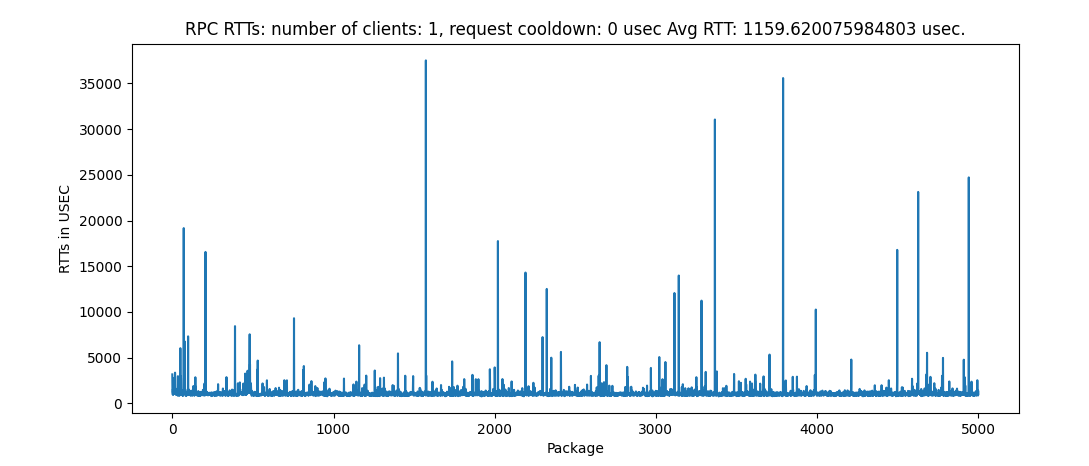 RPC RTTs: number of clients: 1, request cooldown: 0 usec Avg RTT: 1159.620075984803 usec.
RTTs in USEC
35000
30000
25000
20000
15000
10000
5000
0
0 1000 2000 3000 4000 5000
Package